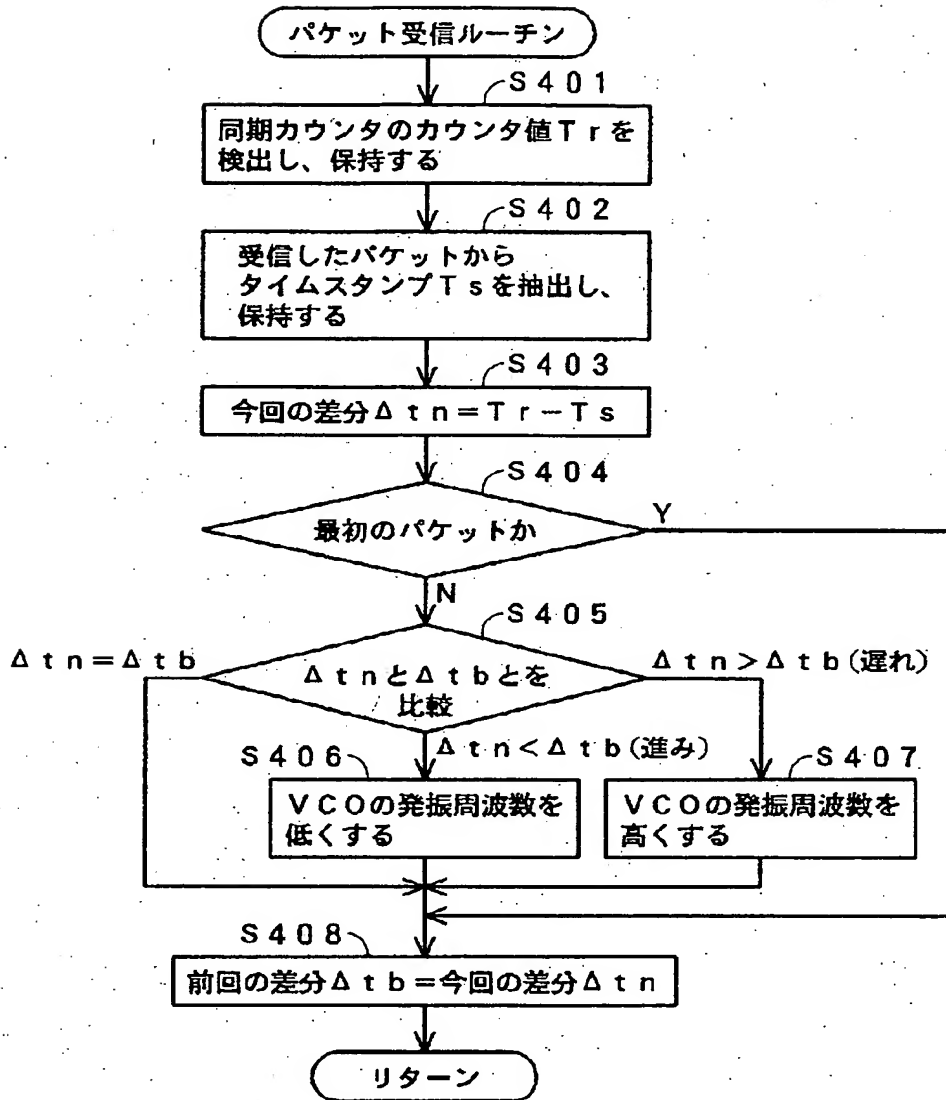 パケット受信ルーチン
S401
同期カウンタのカウンタ値Trを
検出し、保持する
S402
受信したパケットから
タイムスタンプTsを抽出し、
保持する
S403
今回の差分Δtn=Tr-Ts
S404
最初のパケットか
Y
N
S405
Δtn=Δtb
ΔtnとΔtbとを
比較
Δtn>Δtb(遅れ)
Δtn<Δtb(進み)
S406
VCOの発振周波数を
低くする
S407
VCOの発振周波数を
高くする
S408
前回の差分Δtb=今回の差分Δtn
リターン